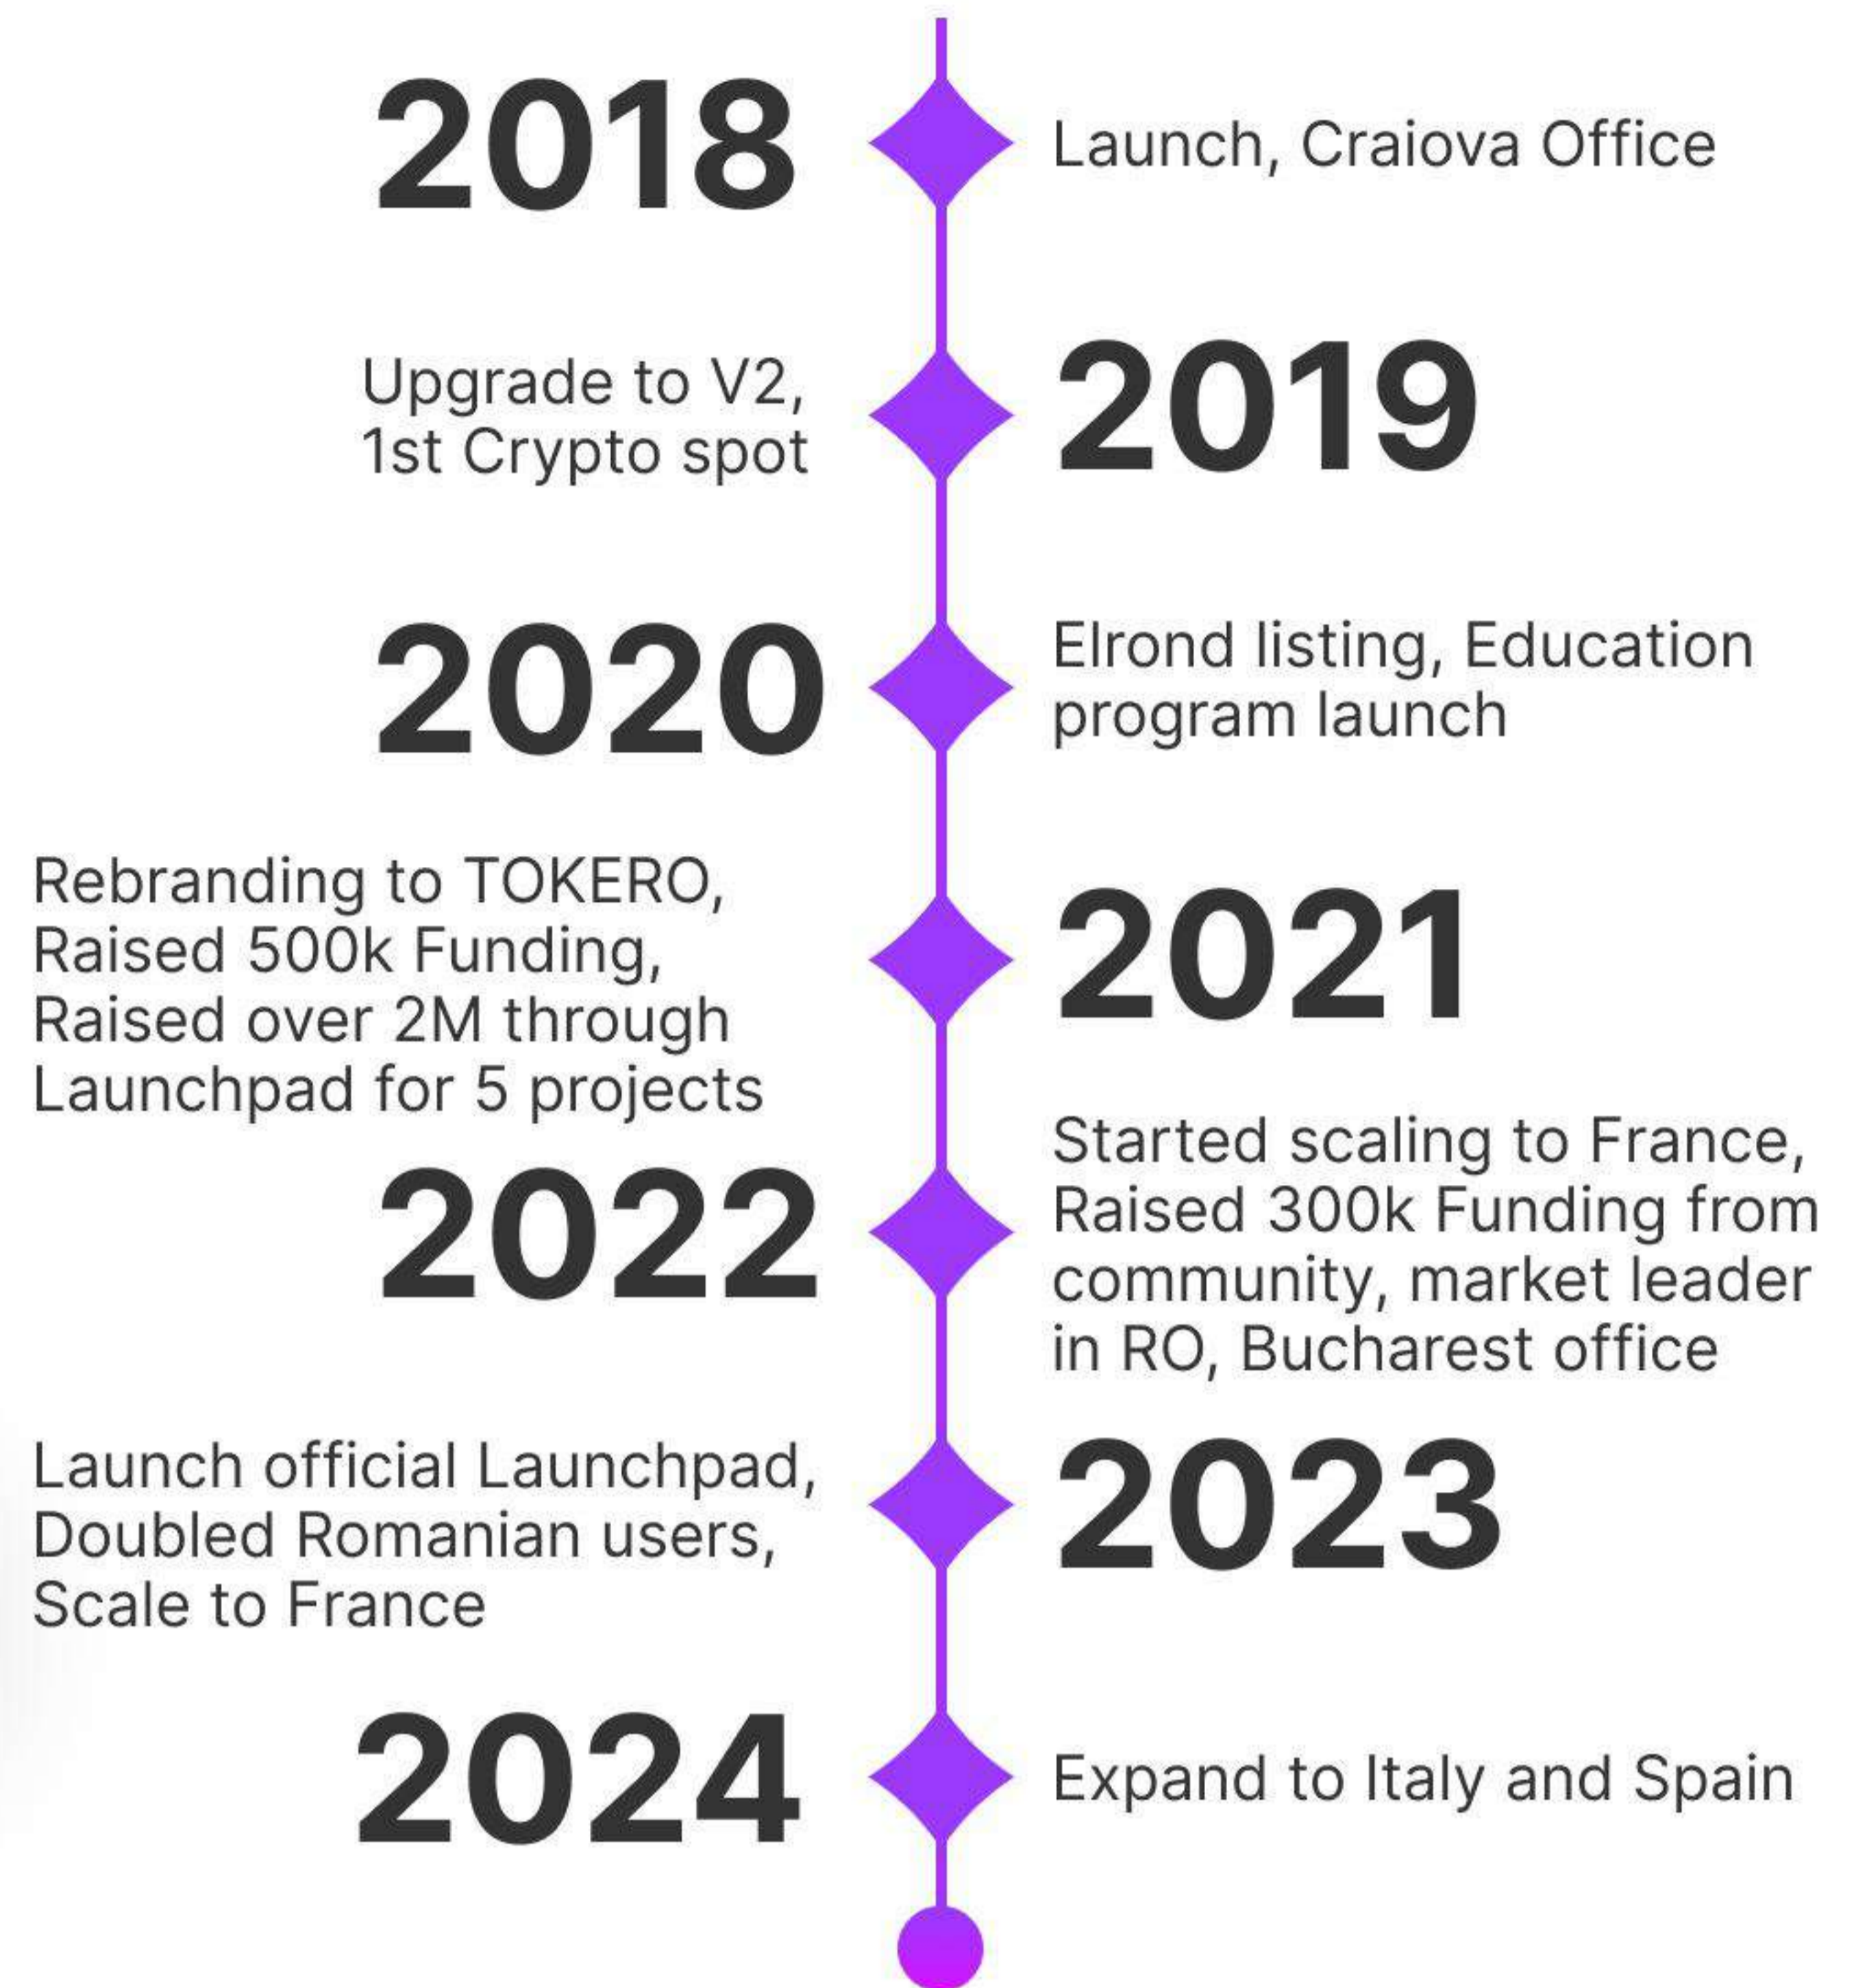 2018
Launch, Craiova Office
Upgrade to V2,
1st Crypto spot
2019
2020
Elrond listing, Education
program launch
Rebranding to TOKERO,
Raised 500k Funding,
Raised over 2M through
Launchpad for 5 projects
2021
2022
Started scaling to France,
Raised 300k Funding from
community, market leader
in RO, Bucharest office
Launch official Launchpad,
Doubled Romanian users,
Scale to France
2023
2024
Expand to Italy and Spain